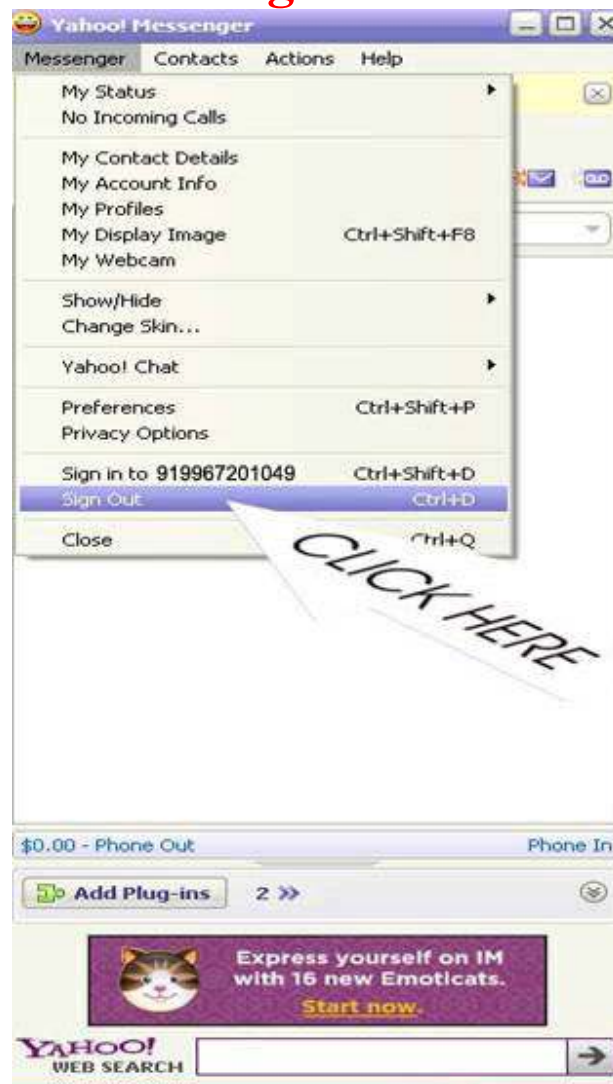 Yahoo! Messenger
Messenger Contacts Actions Help
My Status
No Incoming Calls
My Contact Details
My Account Info
My Profiles
My Display Image Ctrl+Shift+F8
My Webcam
Show/Hide
Change Skin...
Yahoo! Chat
Preferences Ctrl+Shift+P
Privacy Options
Sign in to 919967201049 Ctrl+Shift+D
Sign Out Ctrl+D
Close Ctrl+Q
CLICK HERE
$0.00 - Phone Out Phone In
Add Plug-ins 2 >>
Express yourself on IM
with 16 new Emoticats.
Start now.
YAHOO!
WEB SEARCH